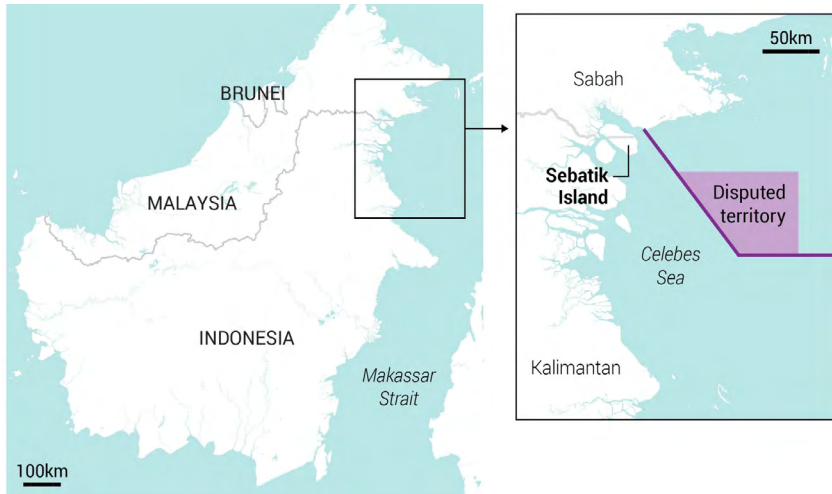 BRUNEI
MALAYSIA
INDONESIA
Makassar
Strait
100km
50km
Sabah
Sebatik
Island
Disputed
territory
Celebes
Sea
Kalimantan